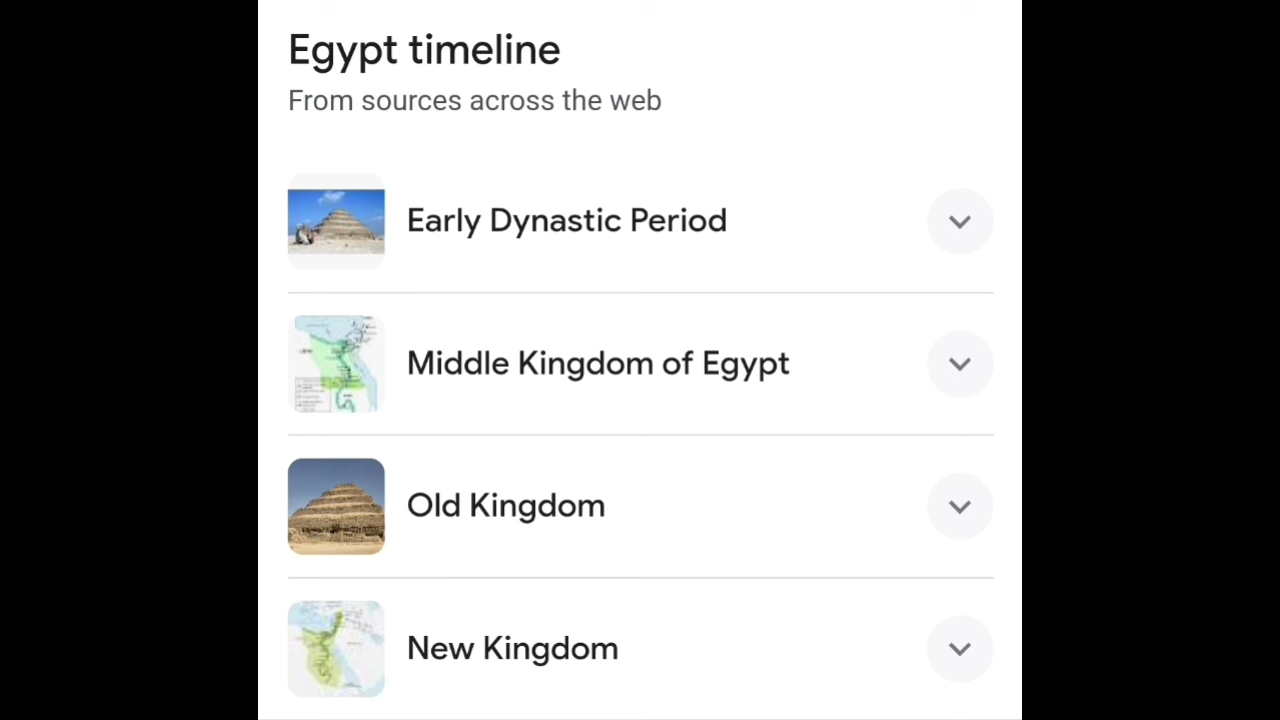 Egypt timeline
From sources across the web
Early Dynastic Period
Middle Kingdom of Egypt
Old Kingdom
New Kingdom